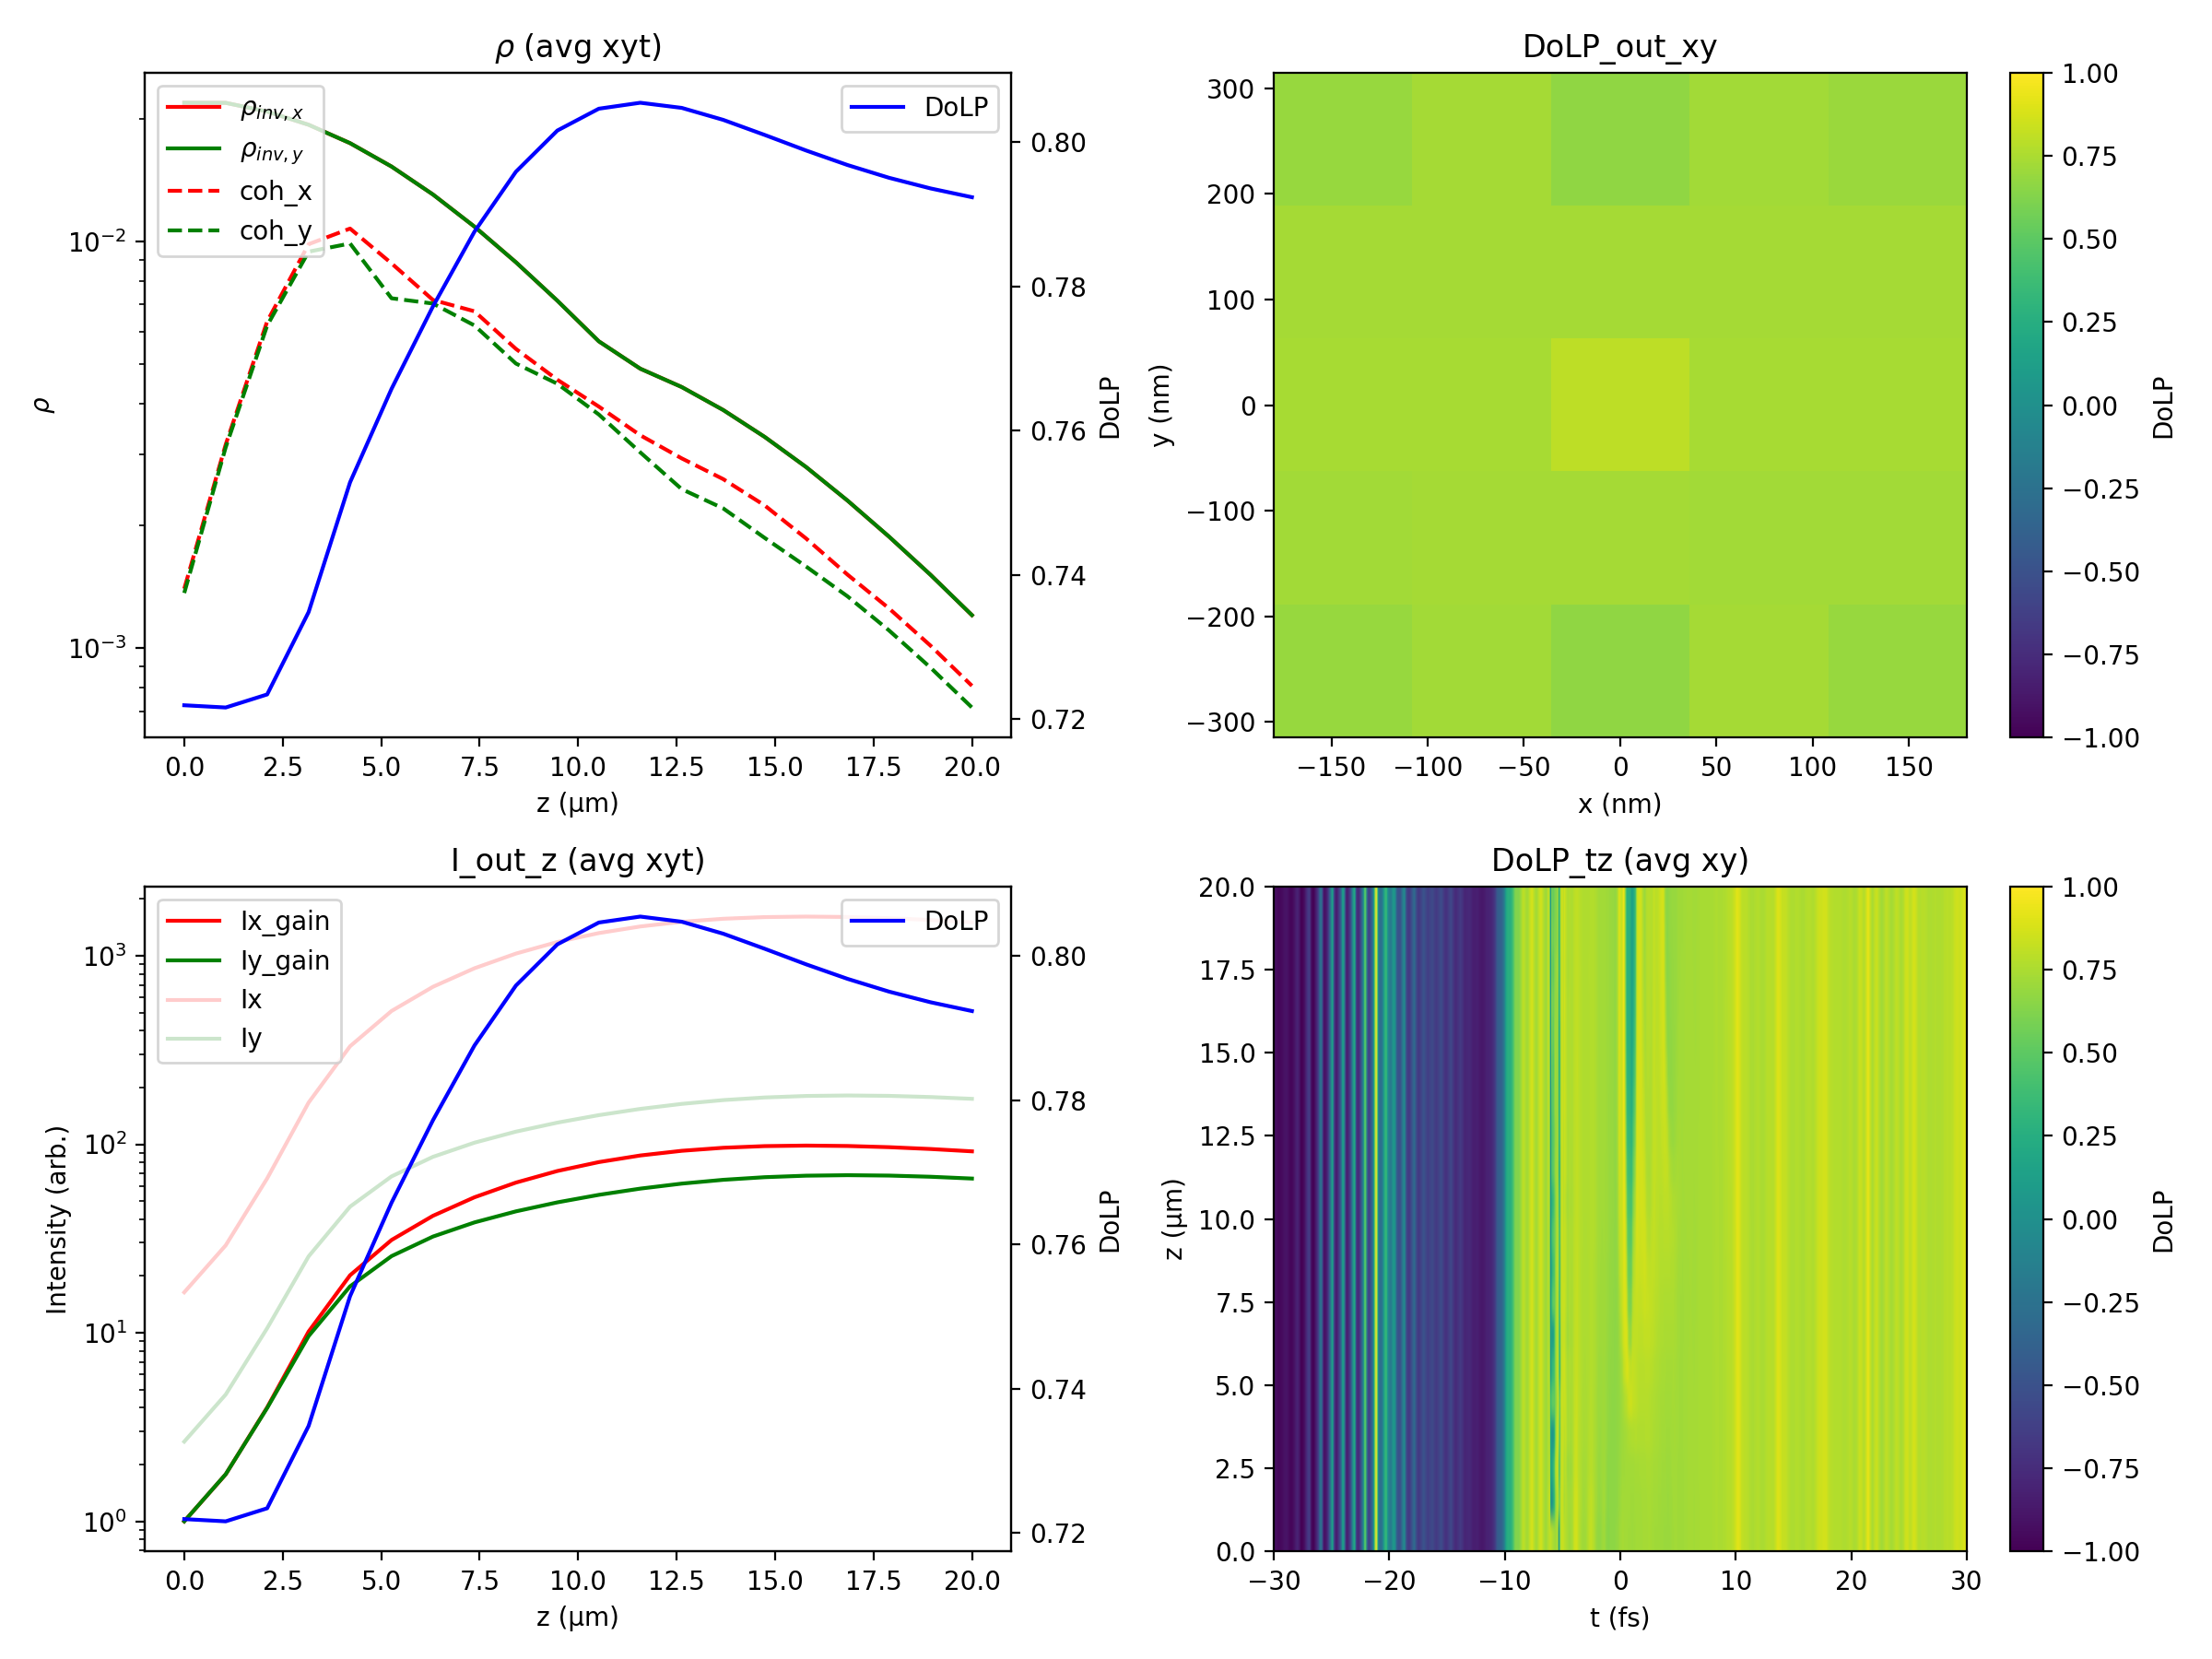 ρ (avg xyt)
ρ_inv,x
ρ_inv,y
coh_x
coh_y
DoLP
10⁻²
10⁻³
ρ
0.80
0.78
0.76
0.74
0.72
DoLP
0.0 2.5 5.0 7.5 10.0 12.5 15.0 17.5 20.0
z (μm)
DoLP_out_xy
300
200
100
0
−100
−200
−300
y (nm)
−150 −100 −50 0 50 100 150
x (nm)
1.00
0.75
0.50
0.25
0.00
−0.25
−0.50
−0.75
−1.00
DoLP
I_out_z (avg xyt)
Ix_gain
Iy_gain
Ix
Iy
DoLP
10³
10²
10¹
10⁰
Intensity (arb.)
0.80
0.78
0.76
0.74
0.72
DoLP
0.0 2.5 5.0 7.5 10.0 12.5 15.0 17.5 20.0
z (μm)
DoLP_tz (avg xy)
20.0
17.5
15.0
12.5
10.0
7.5
5.0
2.5
0.0
z (μm)
−30 −20 −10 0 10 20 30
t (fs)
1.00
0.75
0.50
0.25
0.00
−0.25
−0.50
−0.75
−1.00
DoLP